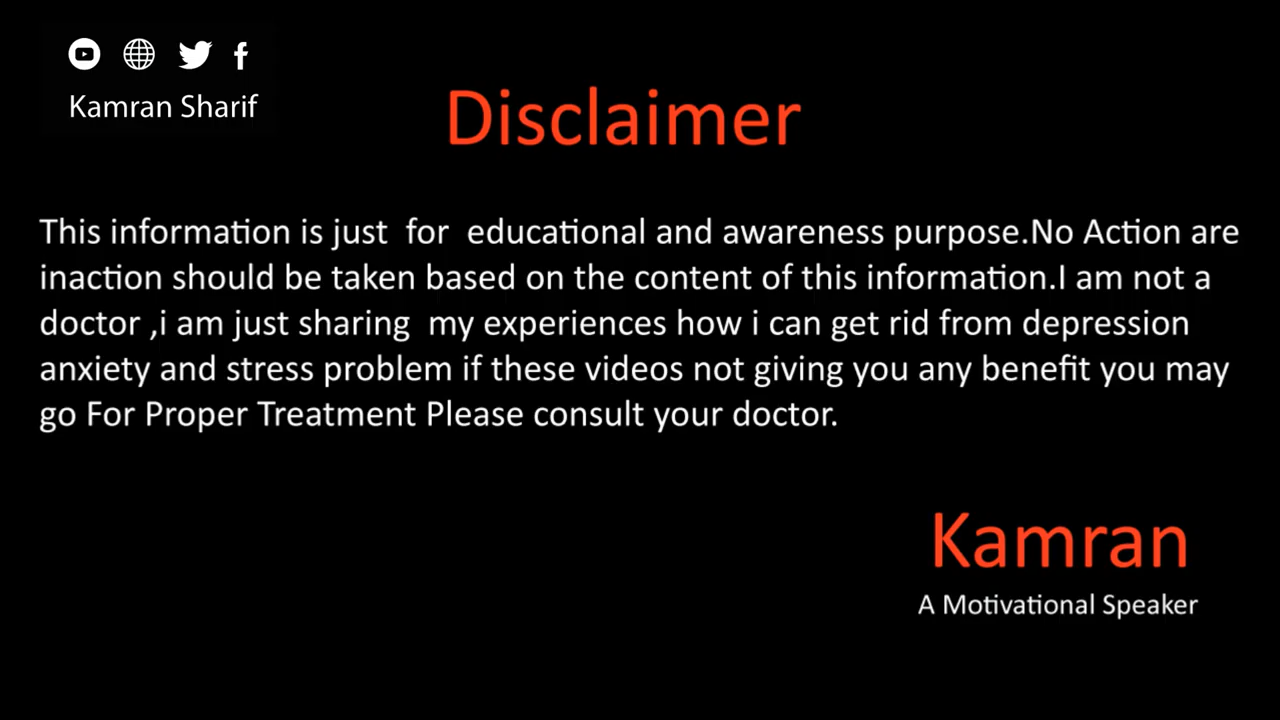 Kamran Sharif
Disclaimer
This information is just  for  educational and awareness purpose.No Action are
inaction should be taken based on the content of this information.I am not a
doctor ,i am just sharing  my experiences how i can get rid from depression
anxiety and stress problem if these videos not giving you any benefit you may
go For Proper Treatment Please consult your doctor.
Kamran
A Motivational Speaker